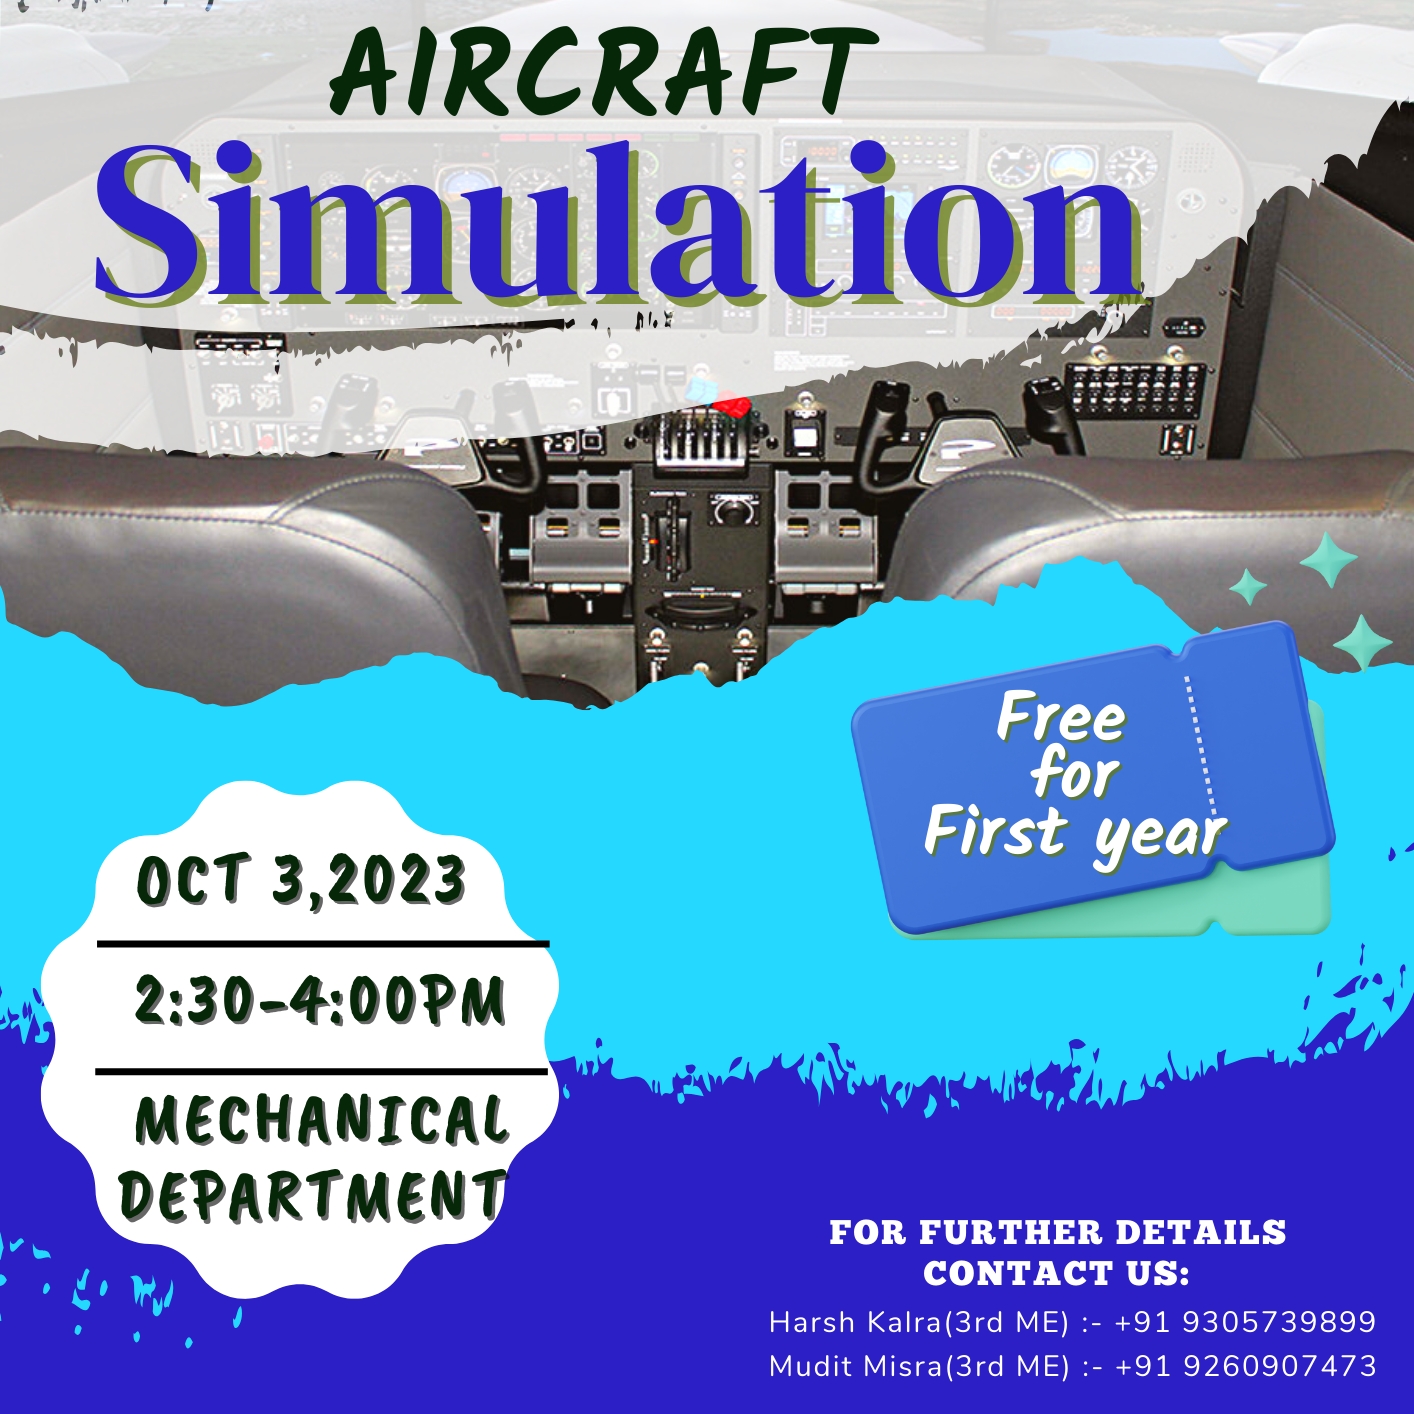 AIRCRAFT
Simulation
Free
for
First year
OCT 3,2023
2:30-4:00PM
MECHANICAL
DEPARTMENT
FOR FURTHER DETAILS
CONTACT US:
Harsh Kalra(3rd ME) :- +91 9305739899
Mudit Misra(3rd ME) :- +91 9260907473